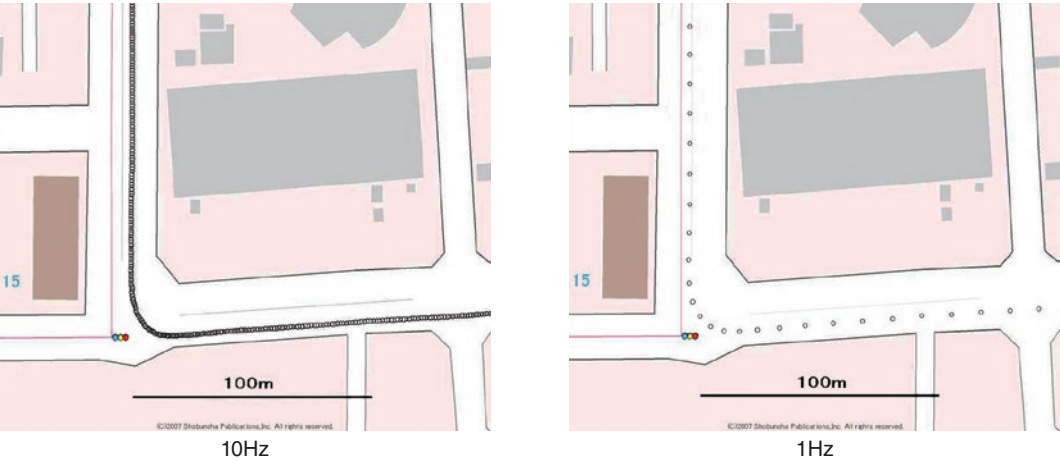 15
100m
(C)2007 Shobunsha Publications,Inc. All rights reserved.
10Hz
15
100m
(C)2007 Shobunsha Publications,Inc. All rights reserved.
1Hz